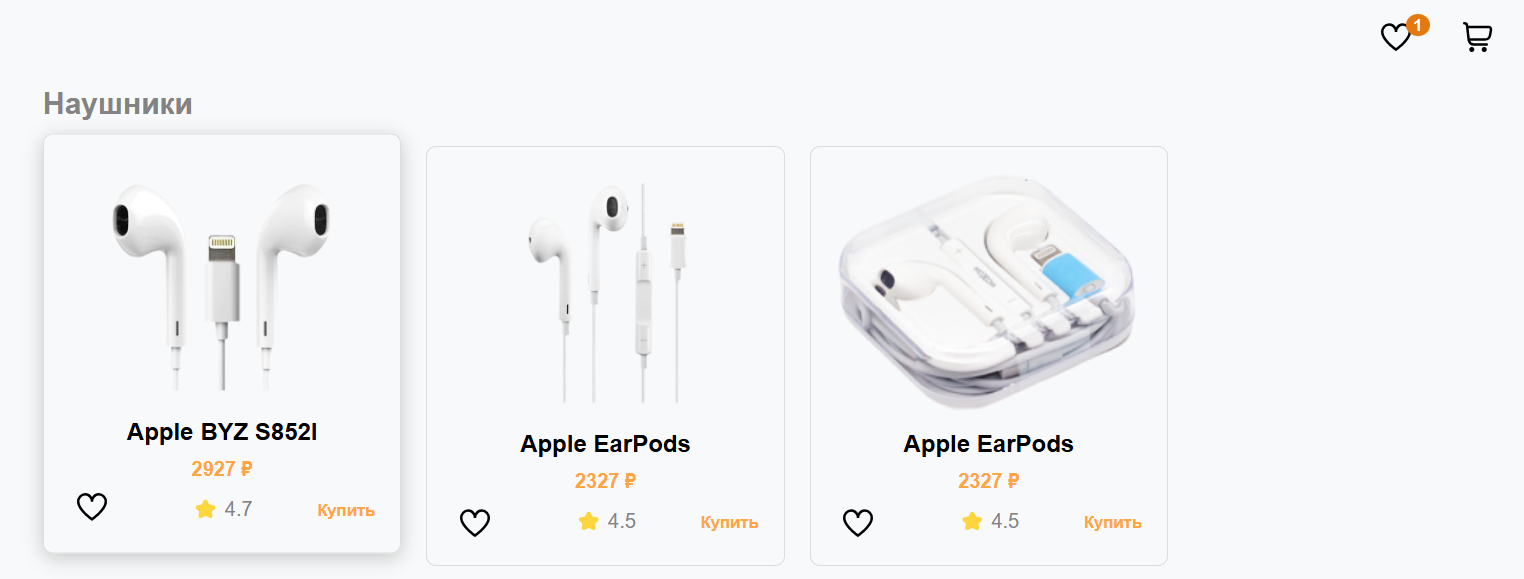 1
Наушники
Apple BYZ S852I
2927 ₽
4.7
Купить
Apple EarPods
2327 ₽
4.5
Купить
Apple EarPods
2327 ₽
4.5
Купить